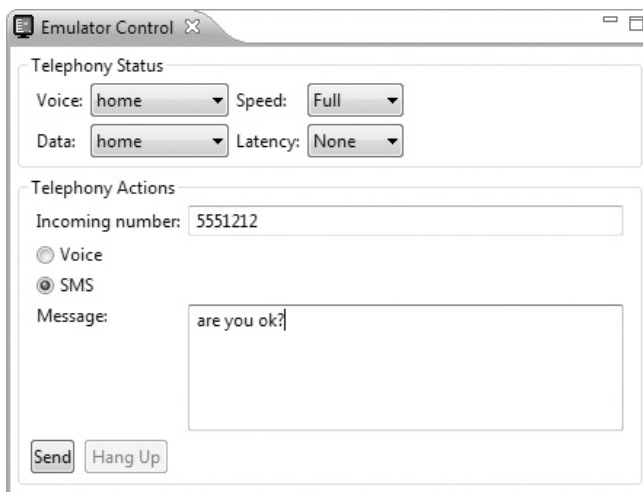 Emulator Control
Telephony Status
Voice: home Speed: Full
Data: home Latency: None
Telephony Actions
Incoming number: 5551212
Voice
SMS
Message: are you ok?
Send Hang Up